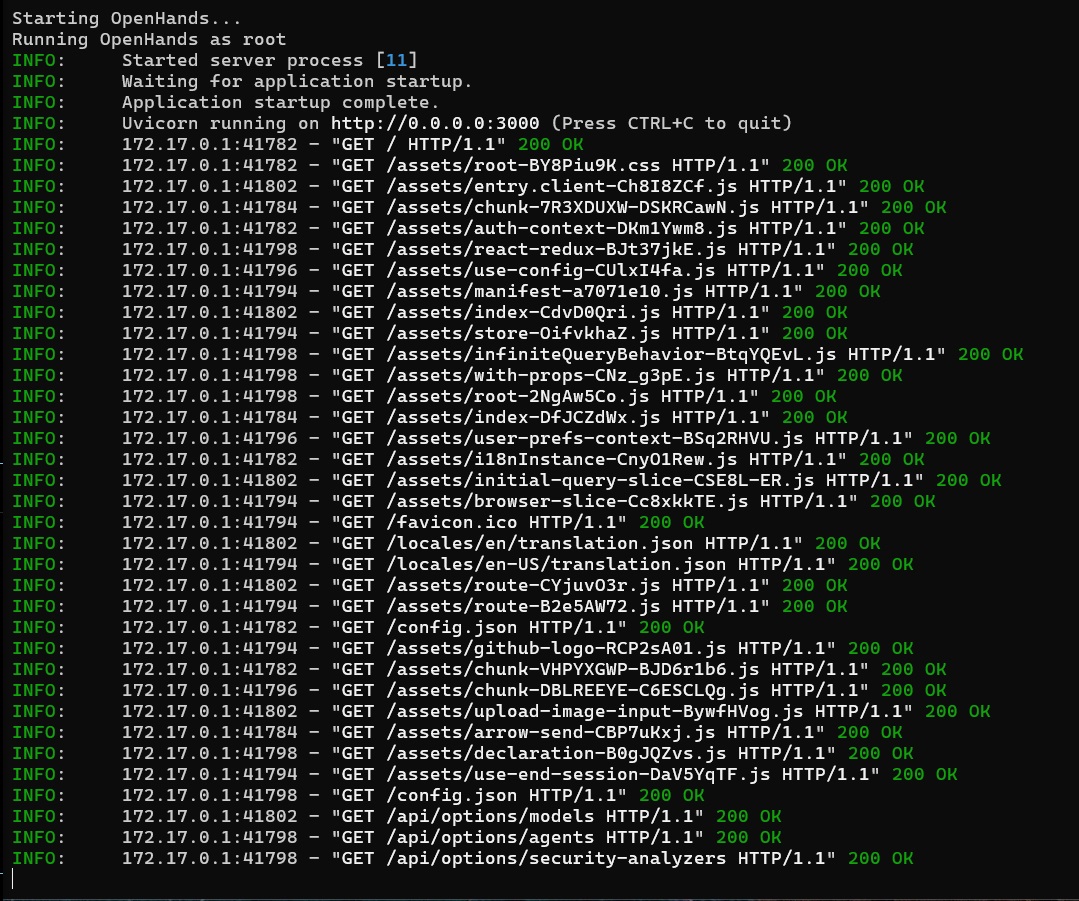 Starting OpenHands...
Running OpenHands as root
INFO:     Started server process [11]
INFO:     Waiting for application startup.
INFO:     Application startup complete.
INFO:     Uvicorn running on http://0.0.0.0:3000 (Press CTRL+C to quit)
INFO:     172.17.0.1:41782 - "GET / HTTP/1.1" 200 OK
INFO:     172.17.0.1:41782 - "GET /assets/root-BY8Piu9K.css HTTP/1.1" 200 OK
INFO:     172.17.0.1:41802 - "GET /assets/entry.client-Ch8I8ZCf.js HTTP/1.1" 200 OK
INFO:     172.17.0.1:41784 - "GET /assets/chunk-7R3XDUXW-DSKRCawN.js HTTP/1.1" 200 OK
INFO:     172.17.0.1:41782 - "GET /assets/auth-context-DKm1Ywm8.js HTTP/1.1" 200 OK
INFO:     172.17.0.1:41798 - "GET /assets/react-redux-BJt37jkE.js HTTP/1.1" 200 OK
INFO:     172.17.0.1:41796 - "GET /assets/use-config-CUlxI4fa.js HTTP/1.1" 200 OK
INFO:     172.17.0.1:41794 - "GET /assets/manifest-a7071e10.js HTTP/1.1" 200 OK
INFO:     172.17.0.1:41802 - "GET /assets/index-CdvD0Qri.js HTTP/1.1" 200 OK
INFO:     172.17.0.1:41794 - "GET /assets/store-OifvkhaZ.js HTTP/1.1" 200 OK
INFO:     172.17.0.1:41798 - "GET /assets/infiniteQueryBehavior-BtqYQEvL.js HTTP/1.1" 200 OK
INFO:     172.17.0.1:41798 - "GET /assets/with-props-CNz_g3pE.js HTTP/1.1" 200 OK
INFO:     172.17.0.1:41798 - "GET /assets/root-2NgAw5Co.js HTTP/1.1" 200 OK
INFO:     172.17.0.1:41784 - "GET /assets/index-DfJCZdWx.js HTTP/1.1" 200 OK
INFO:     172.17.0.1:41796 - "GET /assets/user-prefs-context-BSq2RHVU.js HTTP/1.1" 200 OK
INFO:     172.17.0.1:41782 - "GET /assets/i18nInstance-CnyO1Rew.js HTTP/1.1" 200 OK
INFO:     172.17.0.1:41802 - "GET /assets/initial-query-slice-CSE8L-ER.js HTTP/1.1" 200 OK
INFO:     172.17.0.1:41794 - "GET /assets/browser-slice-Cc8xkkTE.js HTTP/1.1" 200 OK
INFO:     172.17.0.1:41794 - "GET /favicon.ico HTTP/1.1" 200 OK
INFO:     172.17.0.1:41802 - "GET /locales/en/translation.json HTTP/1.1" 200 OK
INFO:     172.17.0.1:41794 - "GET /locales/en-US/translation.json HTTP/1.1" 200 OK
INFO:     172.17.0.1:41802 - "GET /assets/route-CYjuvO3r.js HTTP/1.1" 200 OK
INFO:     172.17.0.1:41794 - "GET /assets/route-B2e5AW72.js HTTP/1.1" 200 OK
INFO:     172.17.0.1:41782 - "GET /config.json HTTP/1.1" 200 OK
INFO:     172.17.0.1:41794 - "GET /assets/github-logo-RCP2sA01.js HTTP/1.1" 200 OK
INFO:     172.17.0.1:41782 - "GET /assets/chunk-VHPYXGWP-BJD6r1b6.js HTTP/1.1" 200 OK
INFO:     172.17.0.1:41796 - "GET /assets/chunk-DBLREEYE-C6ESCLQg.js HTTP/1.1" 200 OK
INFO:     172.17.0.1:41802 - "GET /assets/upload-image-input-BywfHVog.js HTTP/1.1" 200 OK
INFO:     172.17.0.1:41784 - "GET /assets/arrow-send-CBP7uKxj.js HTTP/1.1" 200 OK
INFO:     172.17.0.1:41798 - "GET /assets/declaration-B0gJQZvs.js HTTP/1.1" 200 OK
INFO:     172.17.0.1:41794 - "GET /assets/use-end-session-DaV5YqTF.js HTTP/1.1" 200 OK
INFO:     172.17.0.1:41798 - "GET /config.json HTTP/1.1" 200 OK
INFO:     172.17.0.1:41802 - "GET /api/options/models HTTP/1.1" 200 OK
INFO:     172.17.0.1:41798 - "GET /api/options/agents HTTP/1.1" 200 OK
INFO:     172.17.0.1:41798 - "GET /api/options/security-analyzers HTTP/1.1" 200 OK